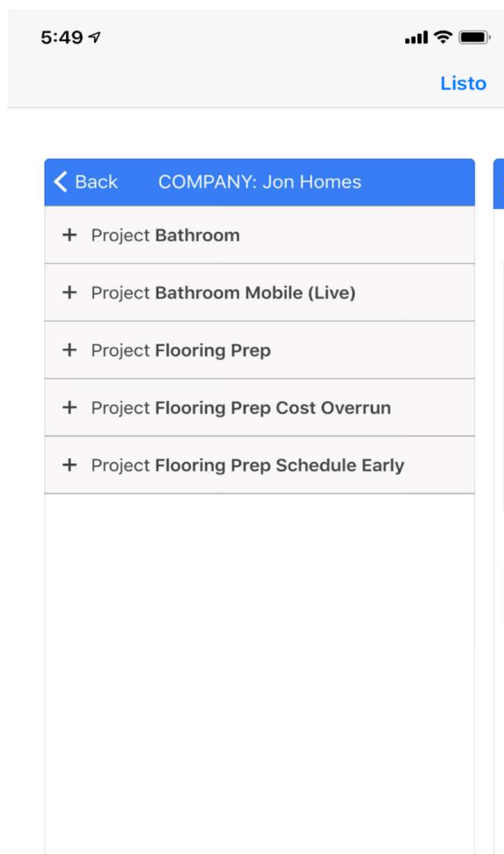 5:49
Listo
Back COMPANY: Jon Homes
+ Project Bathroom
+ Project Bathroom Mobile (Live)
+ Project Flooring Prep
+ Project Flooring Prep Cost Overrun
+ Project Flooring Prep Schedule Early